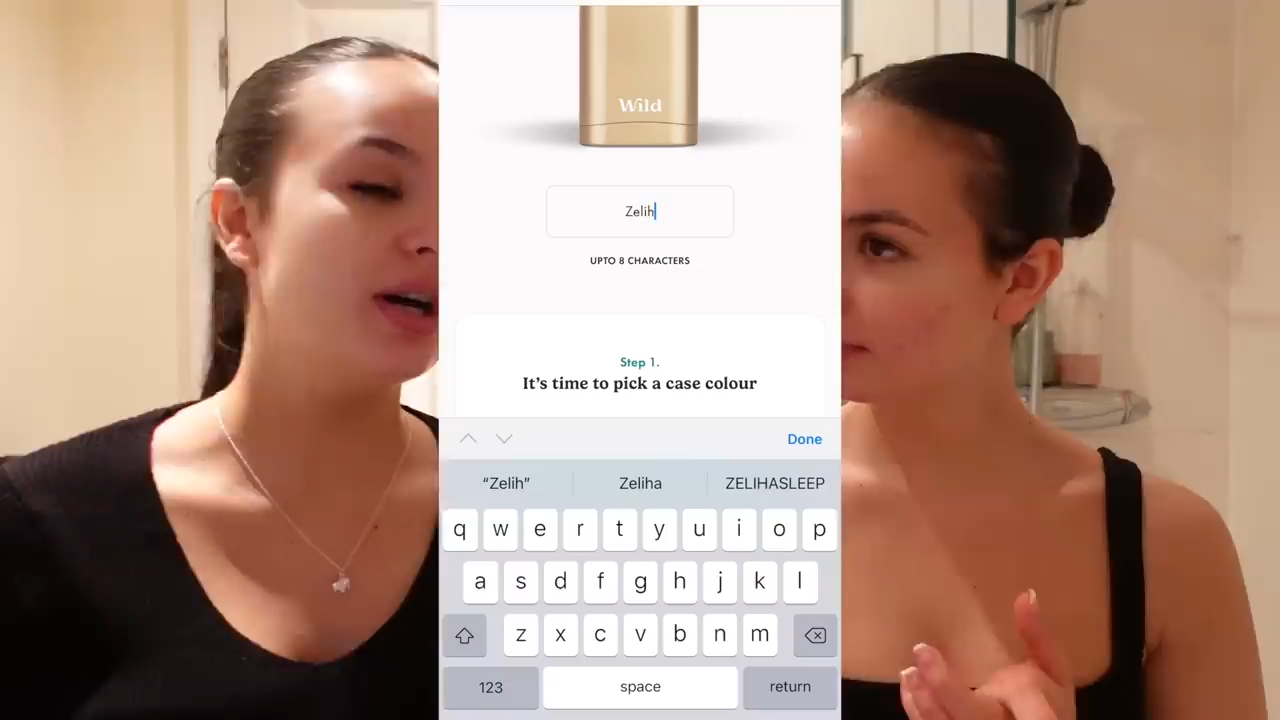 Wild
Zelih
UPTO 8 CHARACTERS
Step 1.
It's time to pick a case colour
Done
“Zelih” Zeliha ZELIHASLEEP
q w e r t y u i o p
a s d f g h j k l
z x c v b n m
123 space return